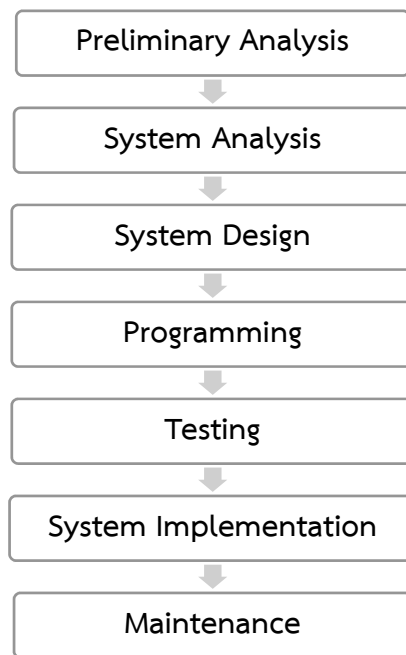 Preliminary Analysis
System Analysis
System Design
Programming
Testing
System Implementation
Maintenance